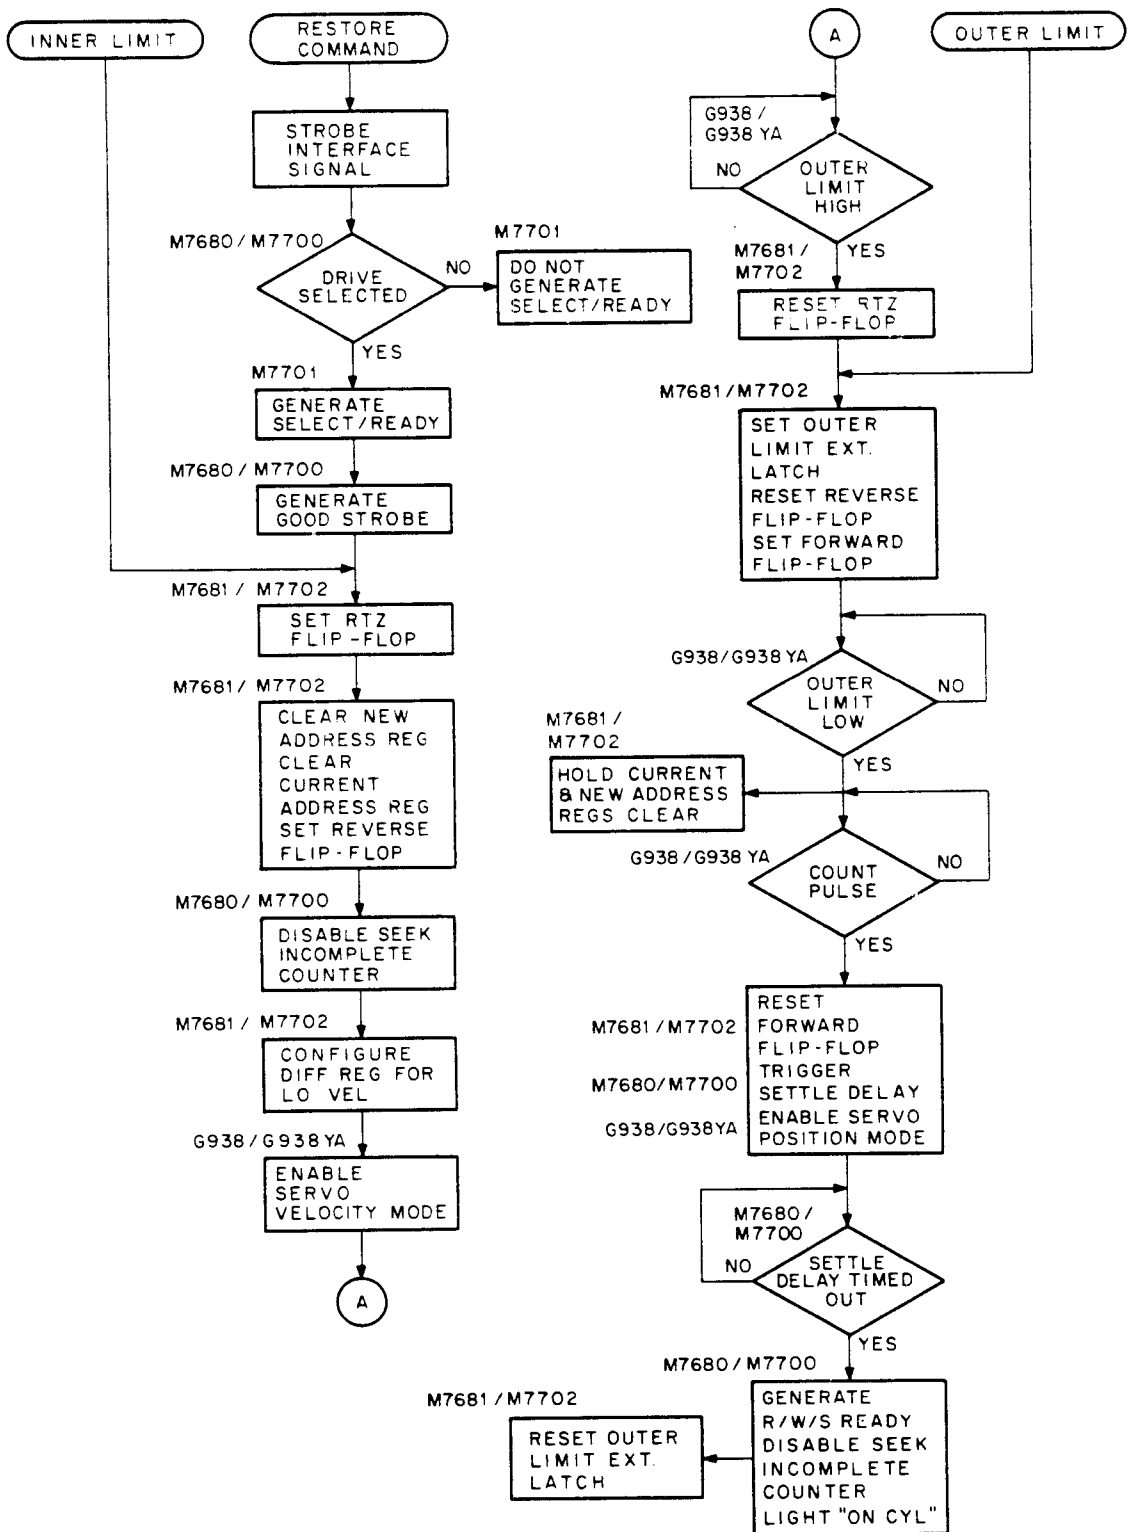 INNER LIMIT
RESTORE
COMMAND
STROBE
INTERFACE
SIGNAL
M7680/M7700
DRIVE
SELECTED
NO
M7701
DO NOT
GENERATE
SELECT/READY
YES
M7701
GENERATE
SELECT/READY
M7680/M7700
GENERATE
GOOD STROBE
M7681/M7702
SET RTZ
FLIP-FLOP
M7681/M7702
CLEAR NEW
ADDRESS REG
CLEAR
CURRENT
ADDRESS REG
SET REVERSE
FLIP-FLOP
M7680/M7700
DISABLE SEEK
INCOMPLETE
COUNTER
M7681/M7702
CONFIGURE
DIFF REG FOR
LO VEL
G938/G938YA
ENABLE
SERVO
VELOCITY MODE
A
A
OUTER LIMIT
G938/
G938YA
NO
OUTER
LIMIT
HIGH
YES
M7681/
M7702
RESET RTZ
FLIP-FLOP
M7681/M7702
SET OUTER
LIMIT EXT.
LATCH
RESET REVERSE
FLIP-FLOP
SET FORWARD
FLIP-FLOP
G938/G938YA
OUTER
LIMIT
LOW
NO
YES
M7681/
M7702
HOLD CURRENT
& NEW ADDRESS
REGS CLEAR
G938/G938YA
COUNT
PULSE
NO
YES
RESET
M7681/M7702 FORWARD
FLIP-FLOP
TRIGGER
M7680/M7700 SETTLE DELAY
ENABLE SERVO
G938/G938YA POSITION MODE
M7680/
M7700
NO
SETTLE
DELAY TIMED
OUT
YES
M7680/M7700
GENERATE
R/W/S READY
DISABLE SEEK
INCOMPLETE
COUNTER
LIGHT "ON CYL"
M7681/M7702
RESET OUTER
LIMIT EXT.
LATCH